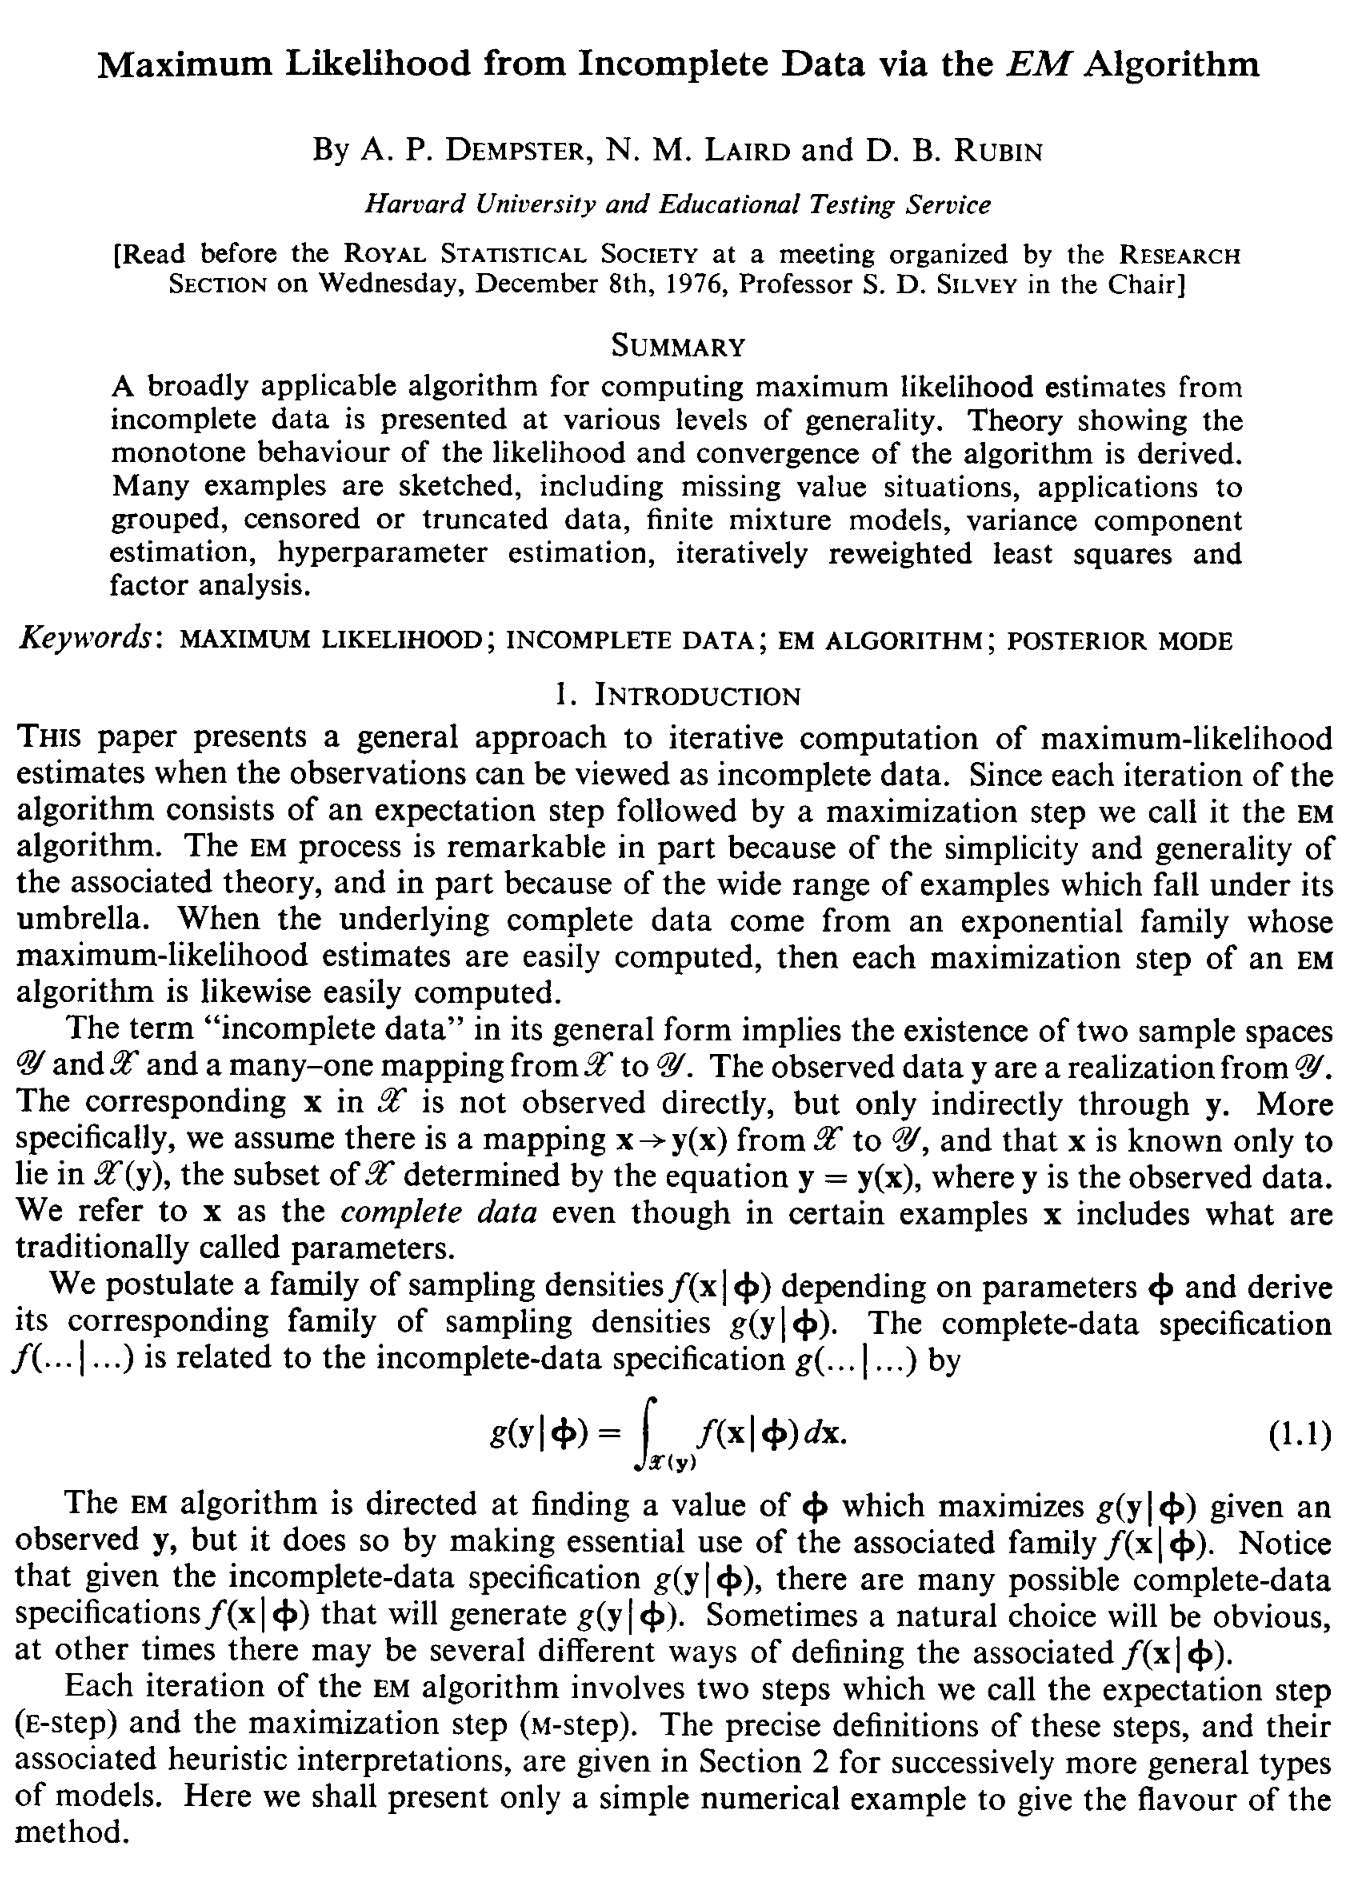 Maximum Likelihood from Incomplete Data via the EM Algorithm
By A. P. DEMPSTER, N. M. LAIRD and D. B. RUBIN
Harvard University and Educational Testing Service
[Read before the ROYAL STATISTICAL SOCIETY at a meeting organized by the RESEARCH
SECTION on Wednesday, December 8th, 1976, Professor S. D. SILVEY in the Chair]
SUMMARY
A broadly applicable algorithm for computing maximum likelihood estimates from
incomplete data is presented at various levels of generality. Theory showing the
monotone behaviour of the likelihood and convergence of the algorithm is derived.
Many examples are sketched, including missing value situations, applications to
grouped, censored or truncated data, finite mixture models, variance component
estimation, hyperparameter estimation, iteratively reweighted least squares and
factor analysis.
Keywords: MAXIMUM LIKELIHOOD; INCOMPLETE DATA; EM ALGORITHM; POSTERIOR MODE
1. INTRODUCTION
THIS paper presents a general approach to iterative computation of maximum-likelihood
estimates when the observations can be viewed as incomplete data. Since each iteration of the
algorithm consists of an expectation step followed by a maximization step we call it the EM
algorithm. The EM process is remarkable in part because of the simplicity and generality of
the associated theory, and in part because of the wide range of examples which fall under its
umbrella. When the underlying complete data come from an exponential family whose
maximum-likelihood estimates are easily computed, then each maximization step of an EM
algorithm is likewise easily computed.
The term “incomplete data” in its general form implies the existence of two sample spaces
𝒴 and 𝒳 and a many–one mapping from 𝒳 to 𝒴. The observed data y are a realization from 𝒴.
The corresponding x in 𝒳 is not observed directly, but only indirectly through y. More
specifically, we assume there is a mapping x→y(x) from 𝒳 to 𝒴, and that x is known only to
lie in 𝒳(y), the subset of 𝒳 determined by the equation y = y(x), where y is the observed data.
We refer to x as the complete data even though in certain examples x includes what are
traditionally called parameters.
We postulate a family of sampling densities f(x|ϕ) depending on parameters ϕ and derive
its corresponding family of sampling densities g(y|ϕ). The complete-data specification
f(...|...) is related to the incomplete-data specification g(...|...) by
g(y|ϕ) = ∫𝒳(y) f(x|ϕ) dx. (1.1)
The EM algorithm is directed at finding a value of ϕ which maximizes g(y|ϕ) given an
observed y, but it does so by making essential use of the associated family f(x|ϕ). Notice
that given the incomplete-data specification g(y|ϕ), there are many possible complete-data
specifications f(x|ϕ) that will generate g(y|ϕ). Sometimes a natural choice will be obvious,
at other times there may be several different ways of defining the associated f(x|ϕ).
Each iteration of the EM algorithm involves two steps which we call the expectation step
(E-step) and the maximization step (M-step). The precise definitions of these steps, and their
associated heuristic interpretations, are given in Section 2 for successively more general types
of models. Here we shall present only a simple numerical example to give the flavour of the
method.